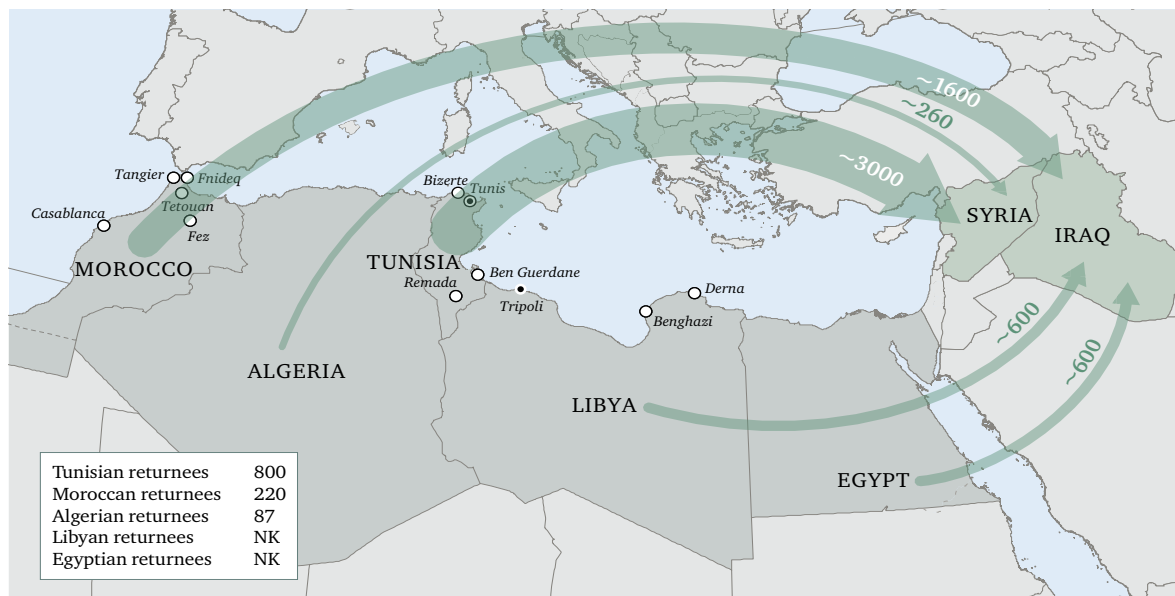 ~1600
~260
~3000
Tangier
Fnideq
Bizerte
Tunis
Tetouan
Casablanca
Fez
SYRIA
IRAQ
MOROCCO
TUNISIA
Ben Guerdane
Remada
Tripoli
Derna
Benghazi
~600
~600
ALGERIA
LIBYA
EGYPT
Tunisian returnees 800
Moroccan returnees 220
Algerian returnees 87
Libyan returnees NK
Egyptian returnees NK